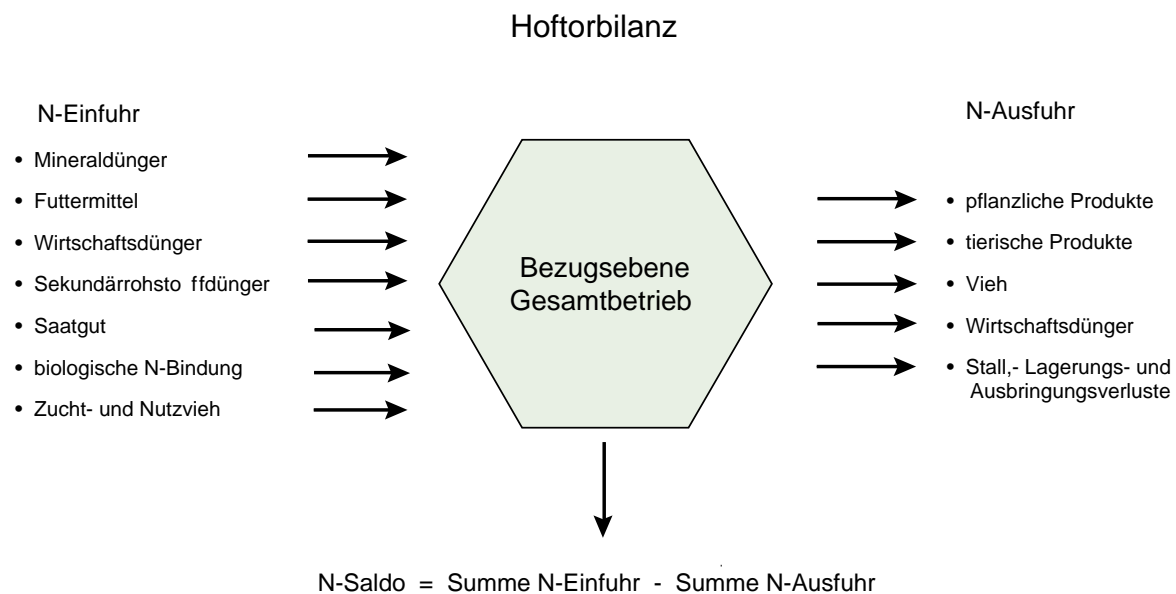 Hoftorbilanz
N-Einfuhr
• Mineraldünger
• Futtermittel
• Wirtschaftsdünger
• Sekundärrohsto ffdünger
• Saatgut
• biologische N-Bindung
• Zucht- und Nutzvieh
Bezugsebene
Gesamtbetrieb
N-Ausfuhr
• pflanzliche Produkte
• tierische Produkte
• Vieh
• Wirtschaftsdünger
• Stall,- Lagerungs- und
Ausbringungsverluste
N-Saldo = Summe N-Einfuhr - Summe N-Ausfuhr